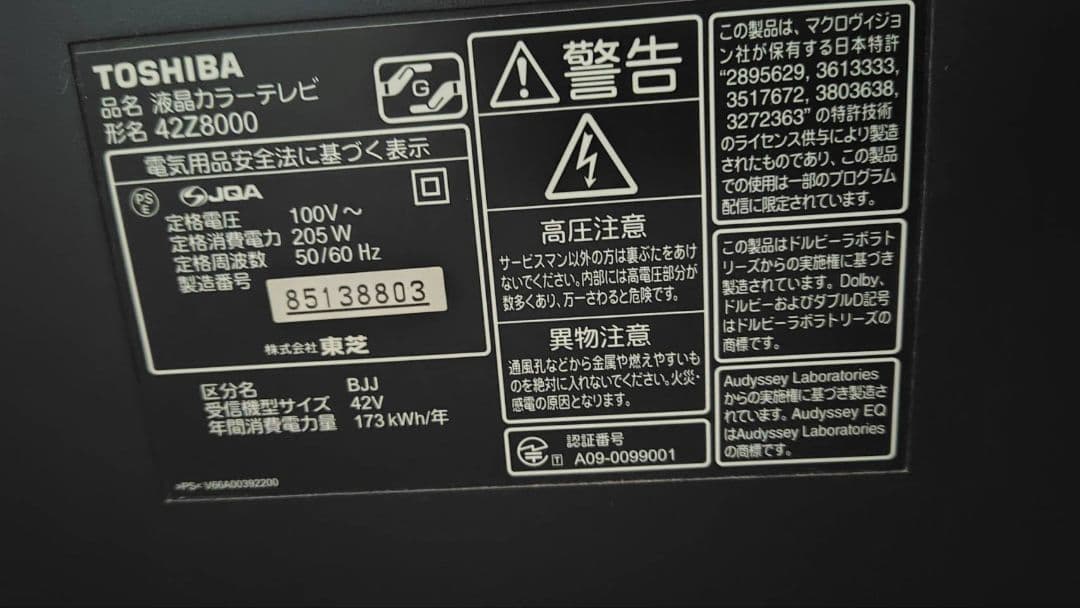 TOSHIBA
品名 液晶カラーテレビ
形名 42Z8000
G
電気用品安全法に基づく表示
PS
E
JQA
定格電圧 100V～
定格消費電力 205W
定格周波数 50/60 Hz
製造番号 85138803
株式会社 東芝
区分名 BJJ
受信機型サイズ 42V
年間消費電力量 173kWh/年
>PS< V66A00392200
警告
高圧注意
サービスマン以外の方は裏ぶたをあけ
ないでください。内部には高電圧部分が
数多くあり、万一さわると危険です。
異物注意
通風孔などから金属や燃えやすいも
のを絶対に入れないでください。火災・
感電の原因となります。
認証番号
T A09-0099001
この製品は、マクロヴィジョ
ン社が保有する日本特許
“2895629, 3613333,
3517672, 3803638,
3272363”の特許技術
のライセンス供与により製造
されたものであり、この製品
での使用は一部のプログラム
配信に限定されています。
この製品はドルビーラボラト
リーズからの実施権に基づき
製造されています。Dolby、
ドルビーおよびダブルD記号
はドルビーラボラトリーズの
商標です。
Audyssey Laboratories
からの実施権に基づき製造さ
れています。Audyssey EQ
はAudyssey Laboratories
の商標です。